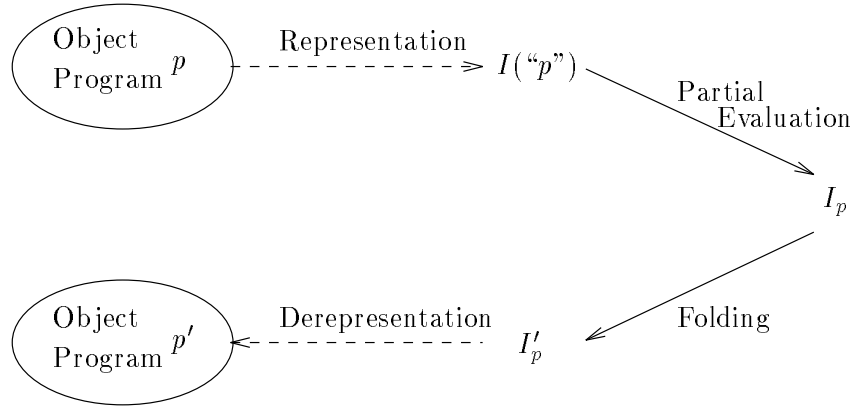 Object
Program p
Representation
I(“p”)
Partial
Evaluation
I_p
Folding
I'_p
Derepresentation
Object
Program p'